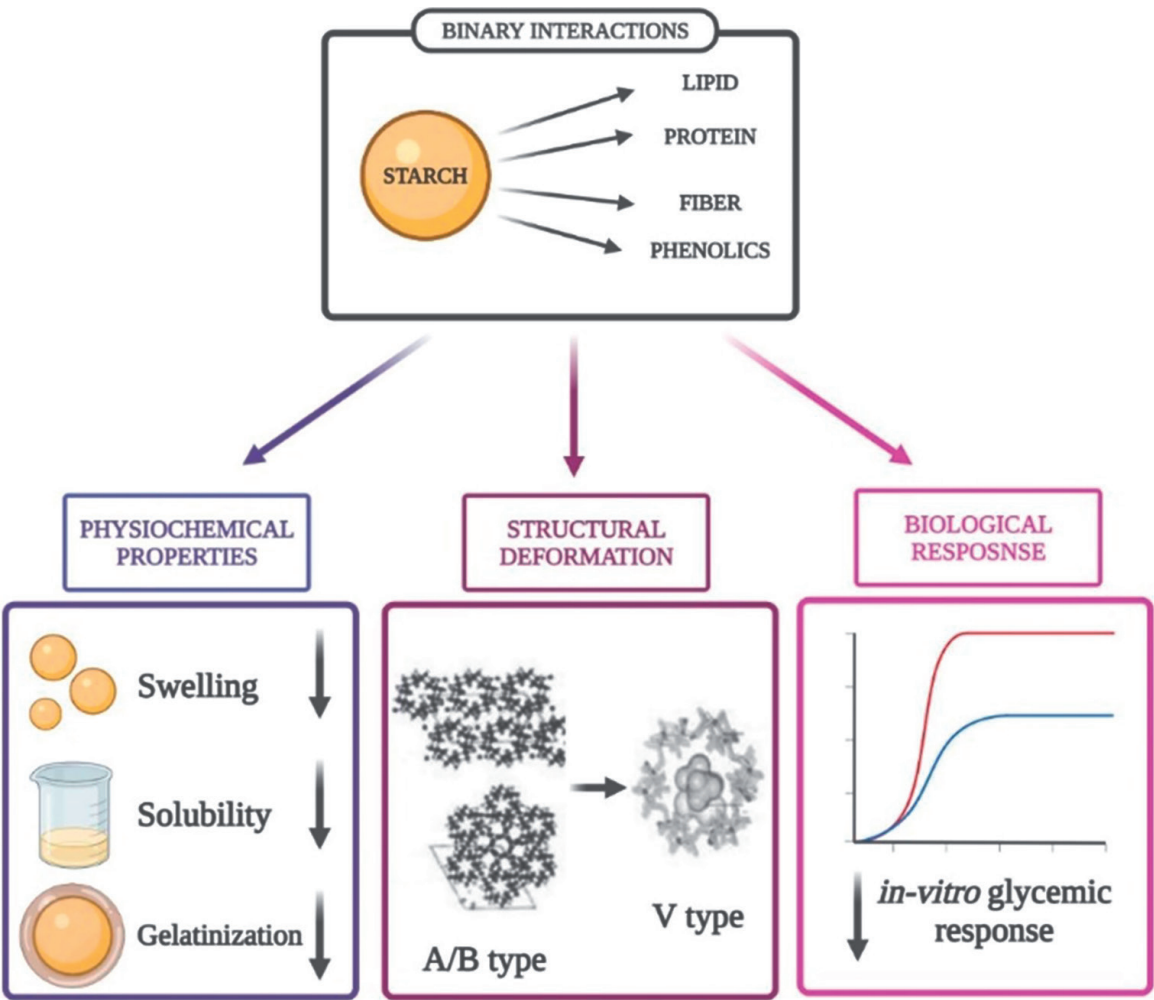 BINARY INTERACTIONS
STARCH
LIPID
PROTEIN
FIBER
PHENOLICS
PHYSIOCHEMICAL
PROPERTIES
Swelling
Solubility
Gelatinization
STRUCTURAL
DEFORMATION
A/B type
V type
BIOLOGICAL
RESPOSNSE
in-vitro glycemic
response